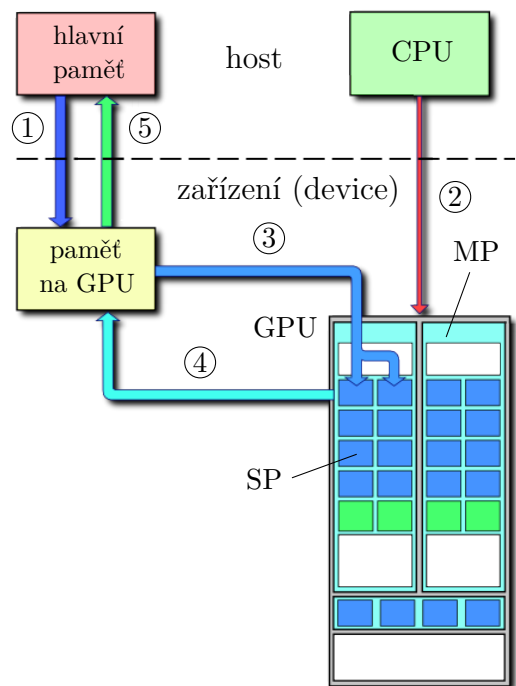 hlavní
paměť
host
CPU
①
⑤
zařízení (device)
②
paměť
na GPU
③
MP
GPU
④
SP